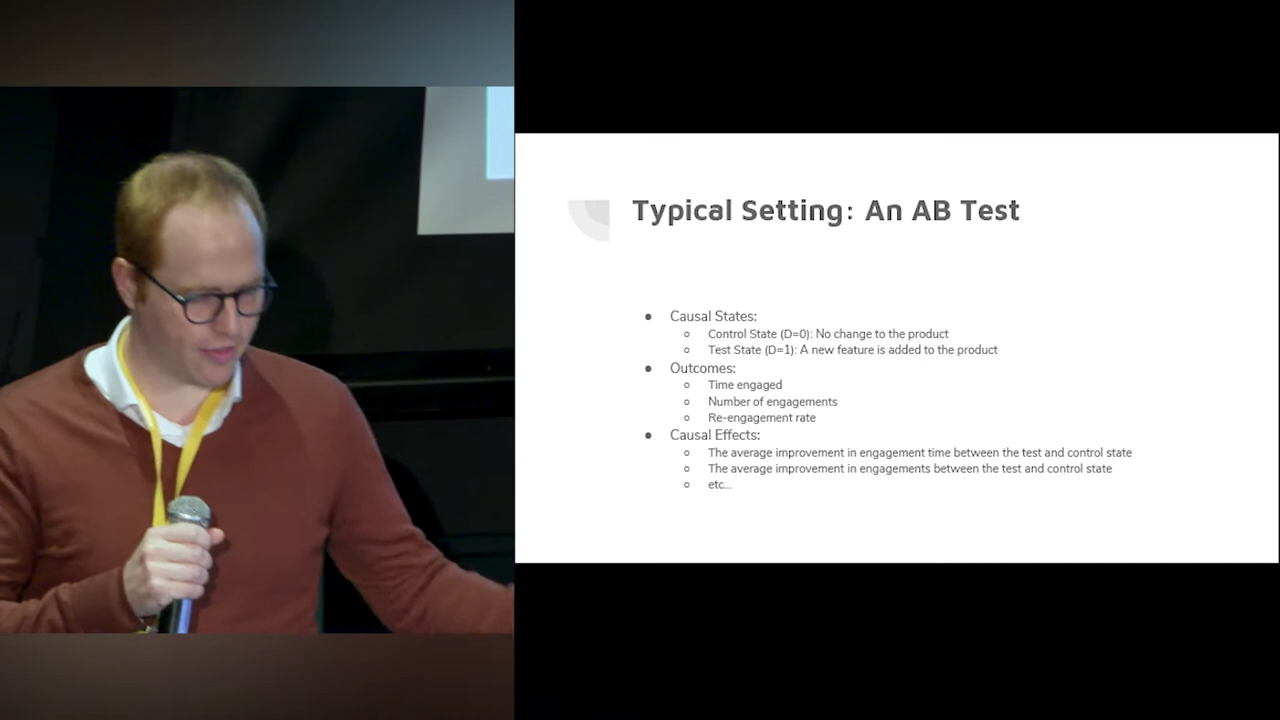 Typical Setting: An AB Test
● Causal States:
○ Control State (D=0): No change to the product
○ Test State (D=1): A new feature is added to the product
● Outcomes:
○ Time engaged
○ Number of engagements
○ Re-engagement rate
● Causal Effects:
○ The average improvement in engagement time between the test and control state
○ The average improvement in engagements between the test and control state
○ etc...